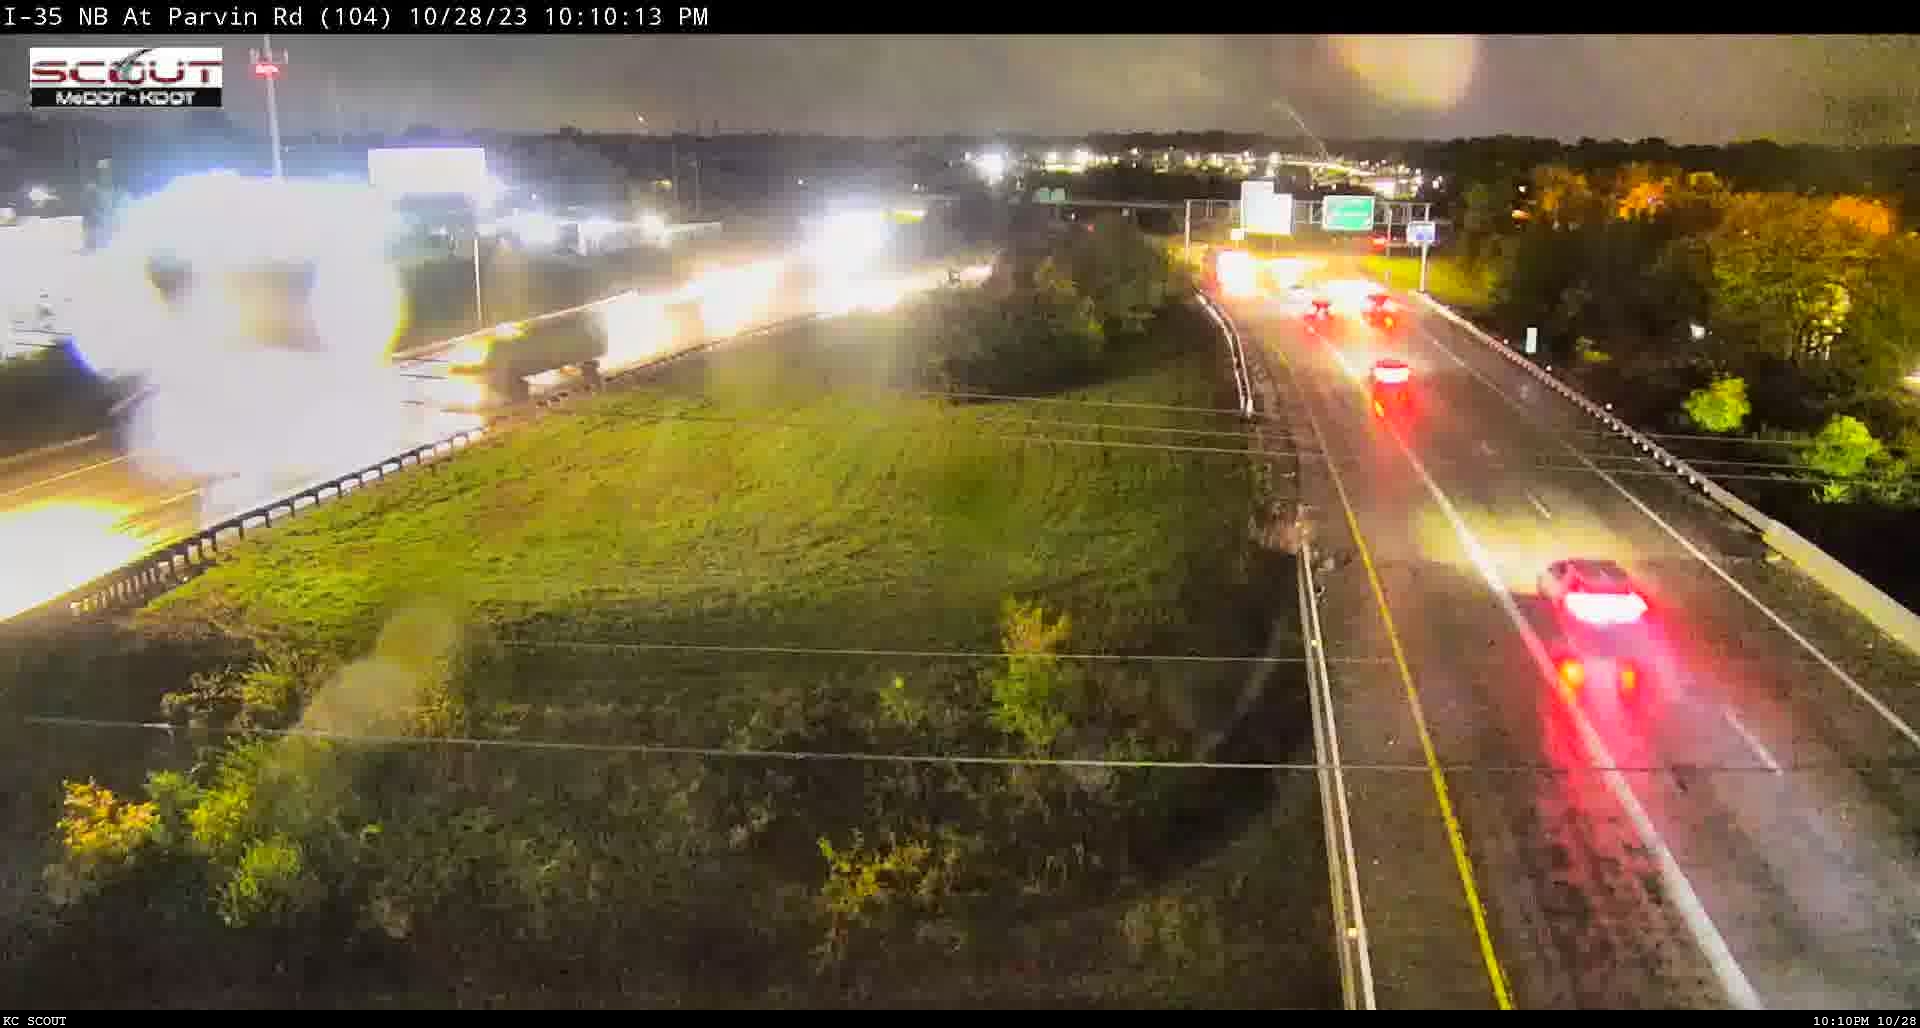 I-35 NB At Parvin Rd (104) 10/28/23 10:10:13 PM
SCOUT
MoDOT - KDOT
KC SCOUT
10:10PM 10/28